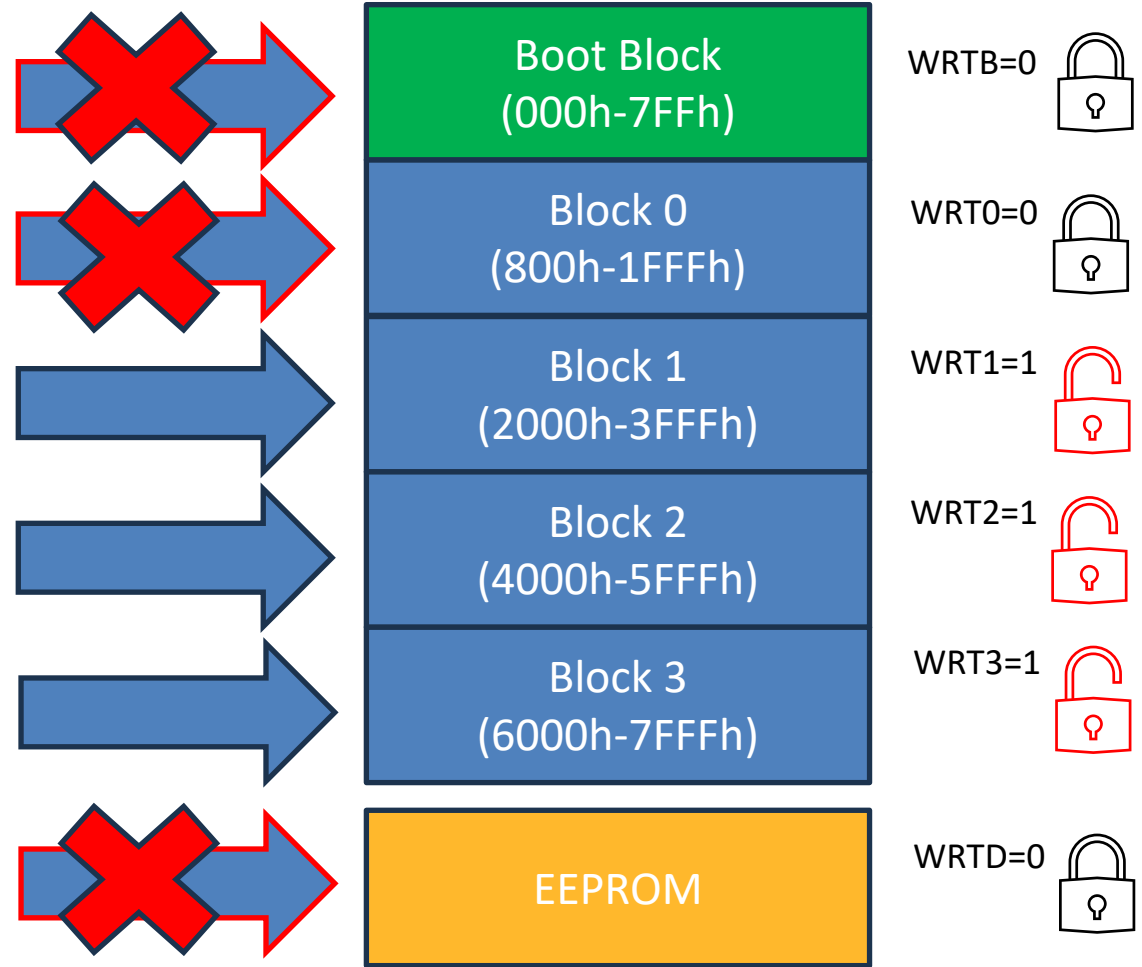 Boot Block
(000h-7FFh)
WRTB=0
Block 0
(800h-1FFFh)
WRT0=0
Block 1
(2000h-3FFFh)
WRT1=1
Block 2
(4000h-5FFFh)
WRT2=1
Block 3
(6000h-7FFFh)
WRT3=1
EEPROM
WRTD=0